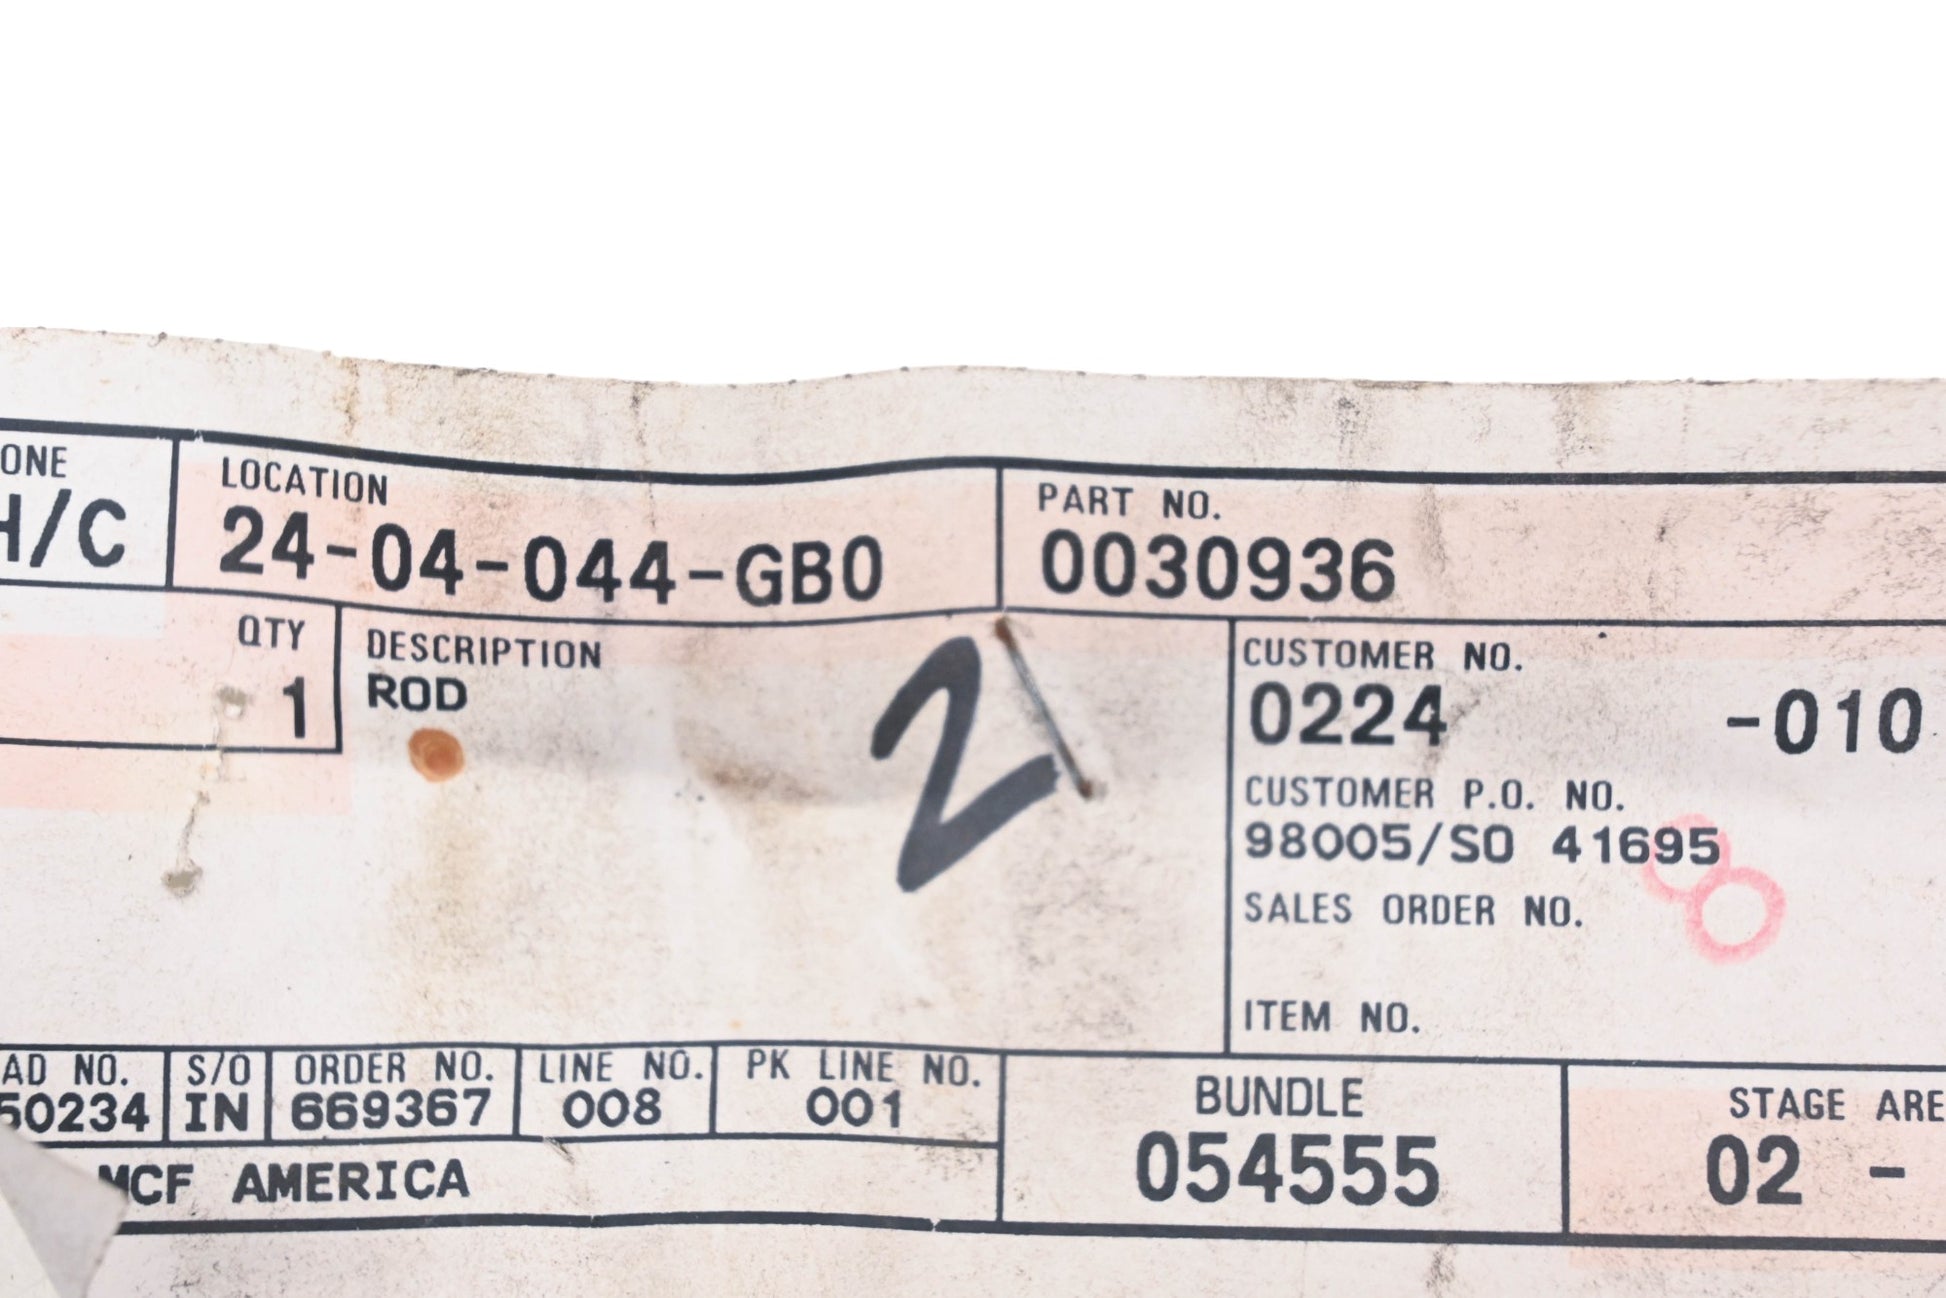 ONE LOCATION PART NO.
H/C 24-04-044-GB0 0030936
QTY DESCRIPTION CUSTOMER NO.
1 ROD 2 0224 -010
CUSTOMER P.O. NO.
98005/SO 41695
SALES ORDER NO.
ITEM NO.
AD NO. S/O ORDER NO. LINE NO. PK LINE NO. BUNDLE STAGE ARE
50234 IN 669367 008 001 054555 02 -
MCF AMERICA